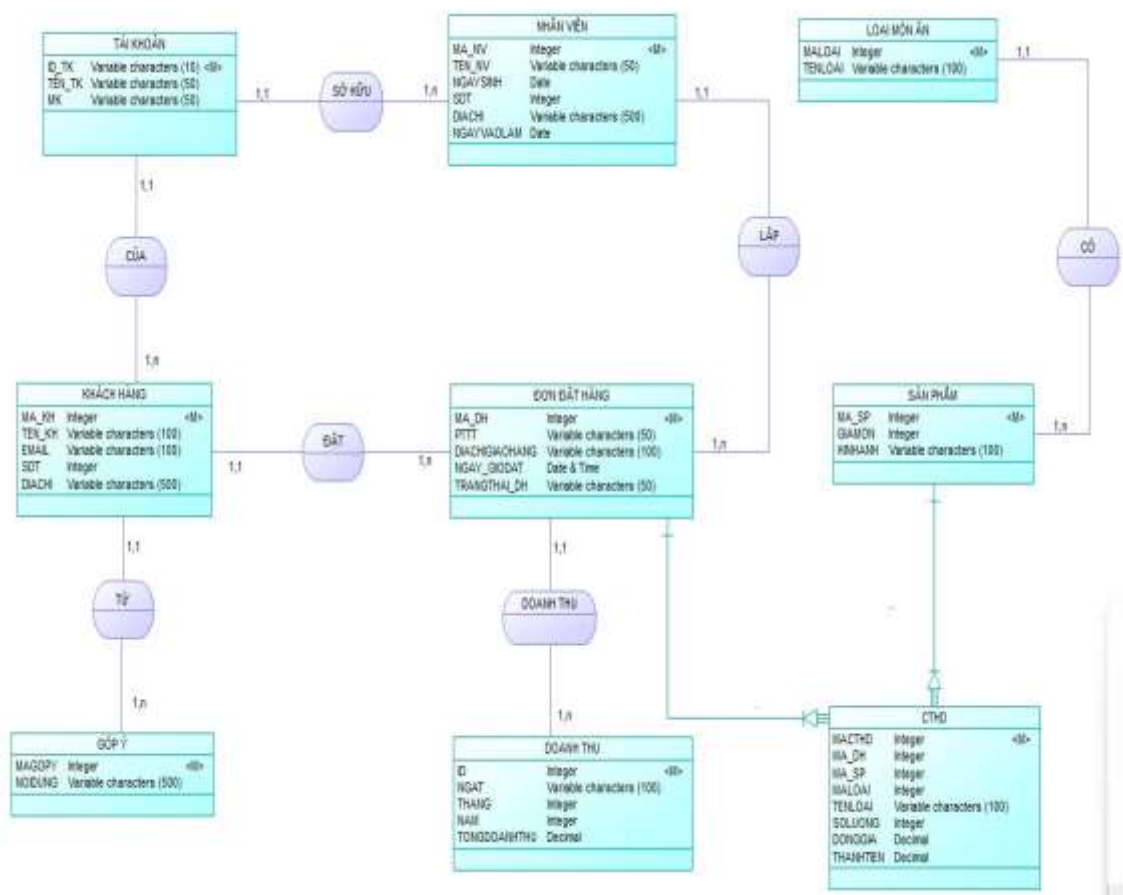 TÀI KHOẢN
ID_TK Variable characters (10) <M>
TÊN_TK Variable characters (50)
MK Variable characters (50)
1,1
SỞ HỮU
1,n
NHÂN VIÊN
MA_NV Integer <M>
TEN_NV Variable characters (50)
NGAYSINH Date
SDT Integer
DIACHI Variable characters (500)
NGAYVAOLAM Date
1,1
LOẠI MÓN ĂN
MALOAI Integer <M>
TENLOAI Variable characters (100)
1,1
1,1
CỦA
1,n
LẬP
1,n
CÓ
1,n
KHÁCH HÀNG
MA_KH Integer <M>
TEN_KH Variable characters (100)
EMAIL Variable characters (100)
SDT Integer
DIACHI Variable characters (500)
1,1
ĐẶT
1,n
ĐƠN ĐẶT HÀNG
MA_DH Integer <M>
PTTT Variable characters (50)
DIACHIGIAOHANG Variable characters (100)
NGAY_GIODAT Date & Time
TRANGTHAI_DH Variable characters (50)
SẢN PHẨM
MA_SP Integer <M>
GIAMON Integer
HINHANH Variable characters (100)
1,1
TỪ
1,n
1,1
DOANH THU
1,n
GÓP Ý
MAGOPY Integer <M>
NOIDUNG Variable characters (500)
DOANH THU
ID Integer <M>
NGAT Variable characters (100)
THANG Integer
NAM Integer
TONGDOANHTHU Decimal
CTHD
MACTHD Integer <M>
MA_DH Integer
MA_SP Integer
MALOAI Integer
TENLOAI Variable characters (100)
SOLUONG Integer
DONGGIA Decimal
THANHTIEN Decimal